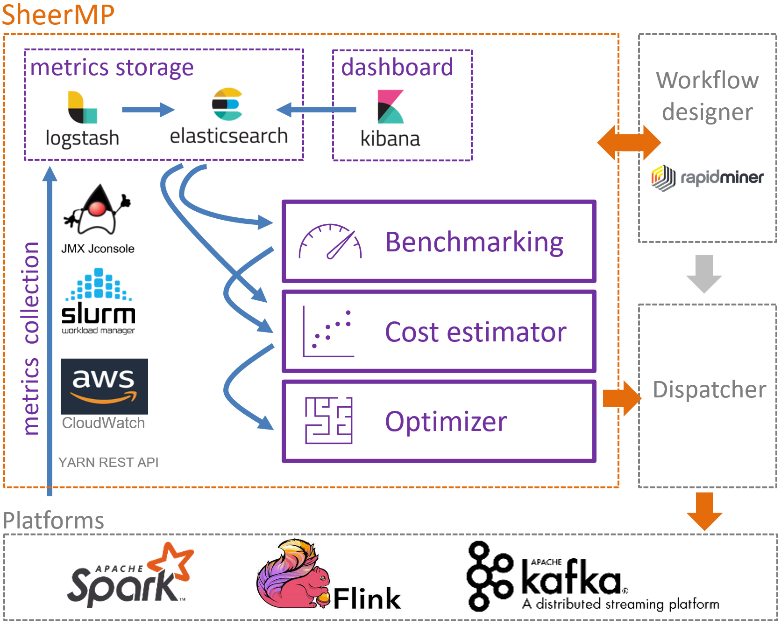 SheerMP
metrics storage
logstash
elasticsearch
dashboard
kibana
Workflow
designer
rapidminer
metrics collection
JMX Jconsole
slurm
workload manager
aws
CloudWatch
YARN REST API
Benchmarking
Cost estimator
Optimizer
Dispatcher
Platforms
APACHE
Spark™
Flink
APACHE
kafka®
A distributed streaming platform